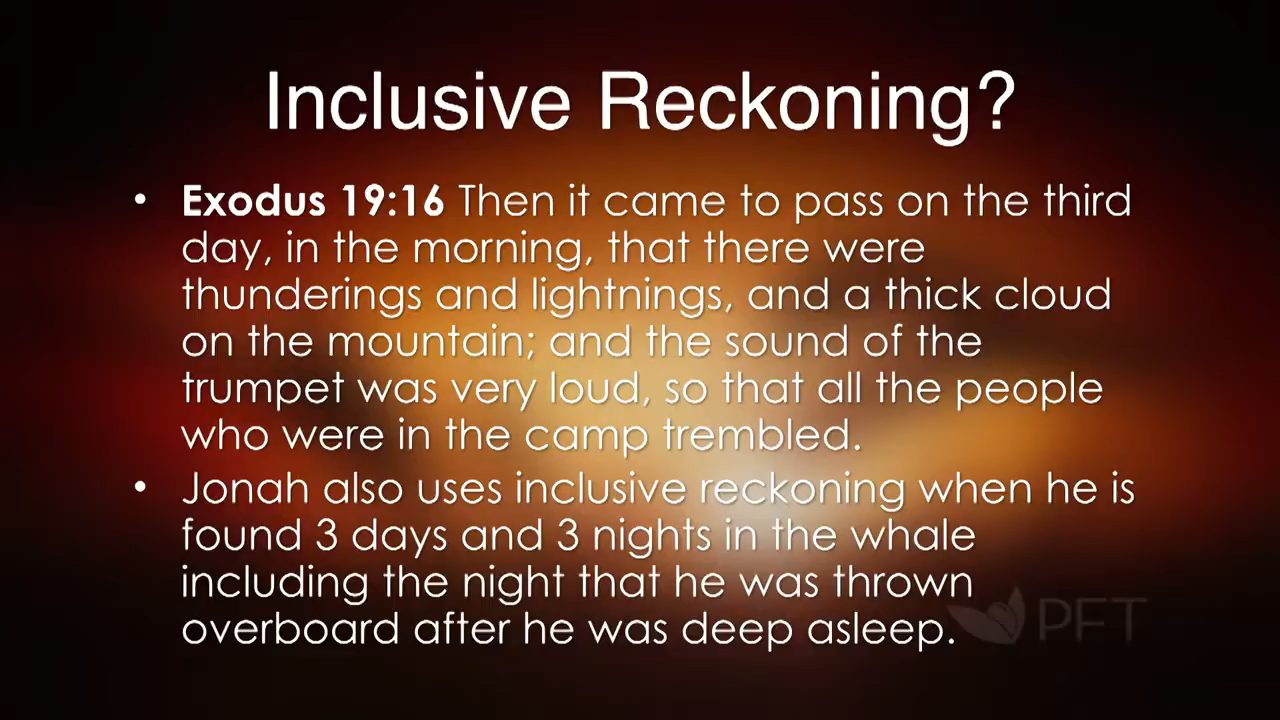 Inclusive Reckoning?
• Exodus 19:16 Then it came to pass on the third
day, in the morning, that there were
thunderings and lightnings, and a thick cloud
on the mountain; and the sound of the
trumpet was very loud, so that all the people
who were in the camp trembled.
• Jonah also uses inclusive reckoning when he is
found 3 days and 3 nights in the whale
including the night that he was thrown
overboard after he was deep asleep.
PFT